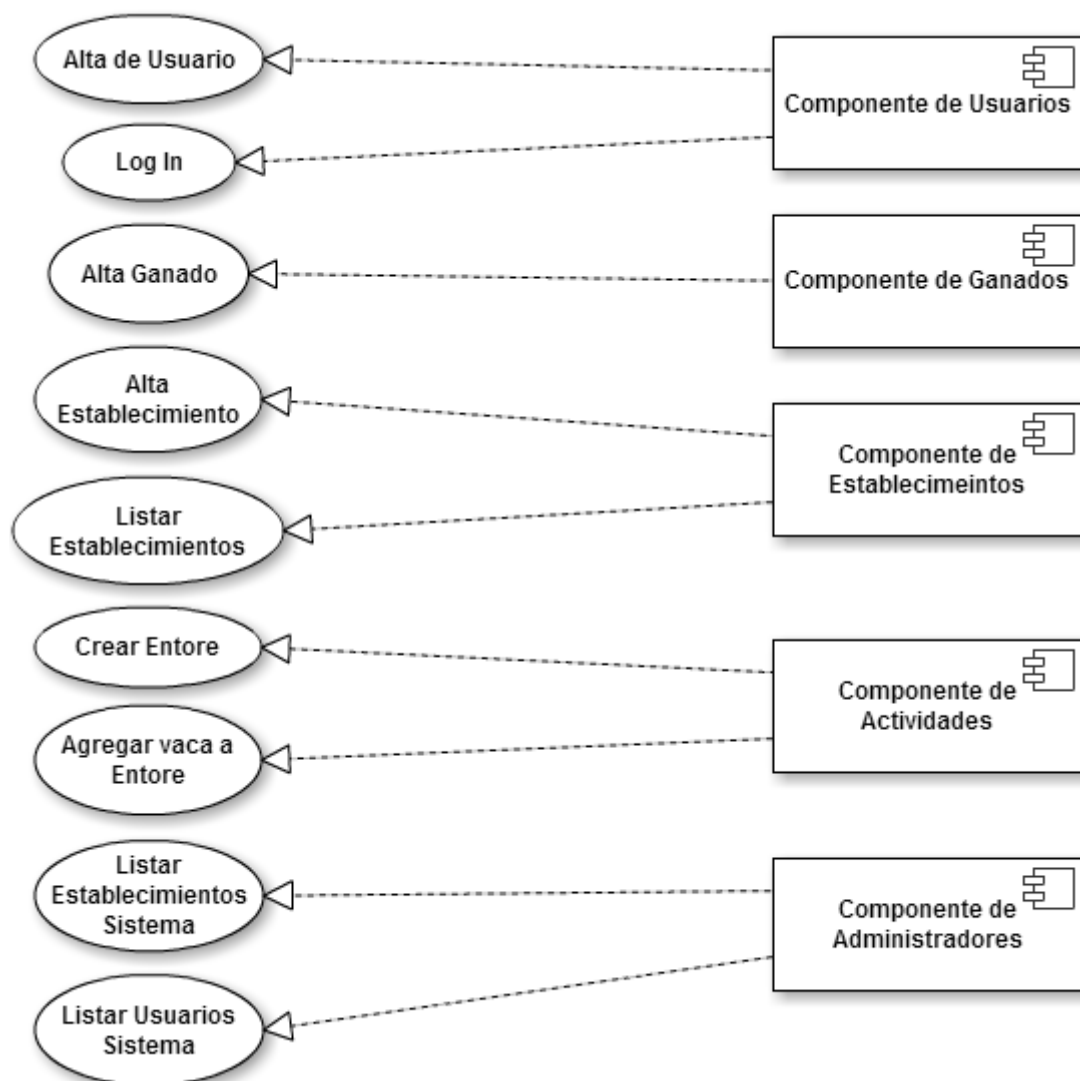 Alta de Usuario
Componente de Usuarios
Log In
Alta Ganado
Componente de Ganados
Alta
Establecimiento
Componente de
Establecimeintos
Listar
Establecimientos
Crear Entore
Componente de
Actividades
Agregar vaca a
Entore
Listar
Establecimientos
Sistema
Componente de
Administradores
Listar Usuarios
Sistema